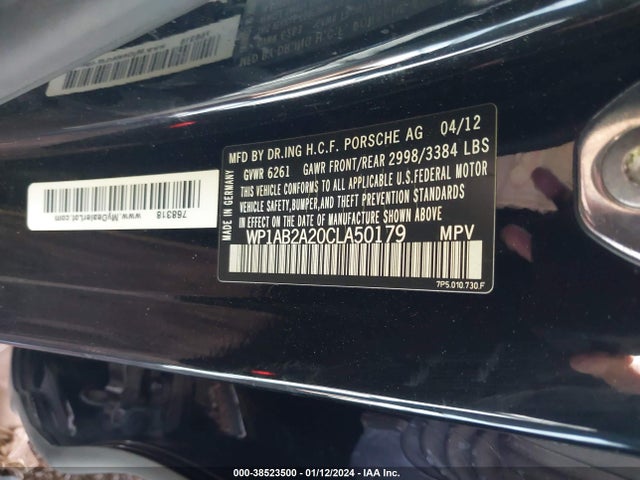 MFD BY DR.ING H.C.F. PORSCHE AG 04/12
GVWR 6261 GAWR FRONT/REAR 2998/3384 LBS
THIS VEHICLE CONFORMS TO ALL APPLICABLE U.S.FEDERAL MOTOR
VEHICLE SAFETY,BUMPER,AND THEFT PREVENTION STANDARDS IN
EFFECT ON THE DATE OF MANUFACTURE SHOWN ABOVE
WP1AB2A20CLA50179 MPV
7P5.010.730.F
MADE IN GERMANY
768318
www.MyDealerLot.com
000-38523500 - 01/12/2024 - IAA Inc.